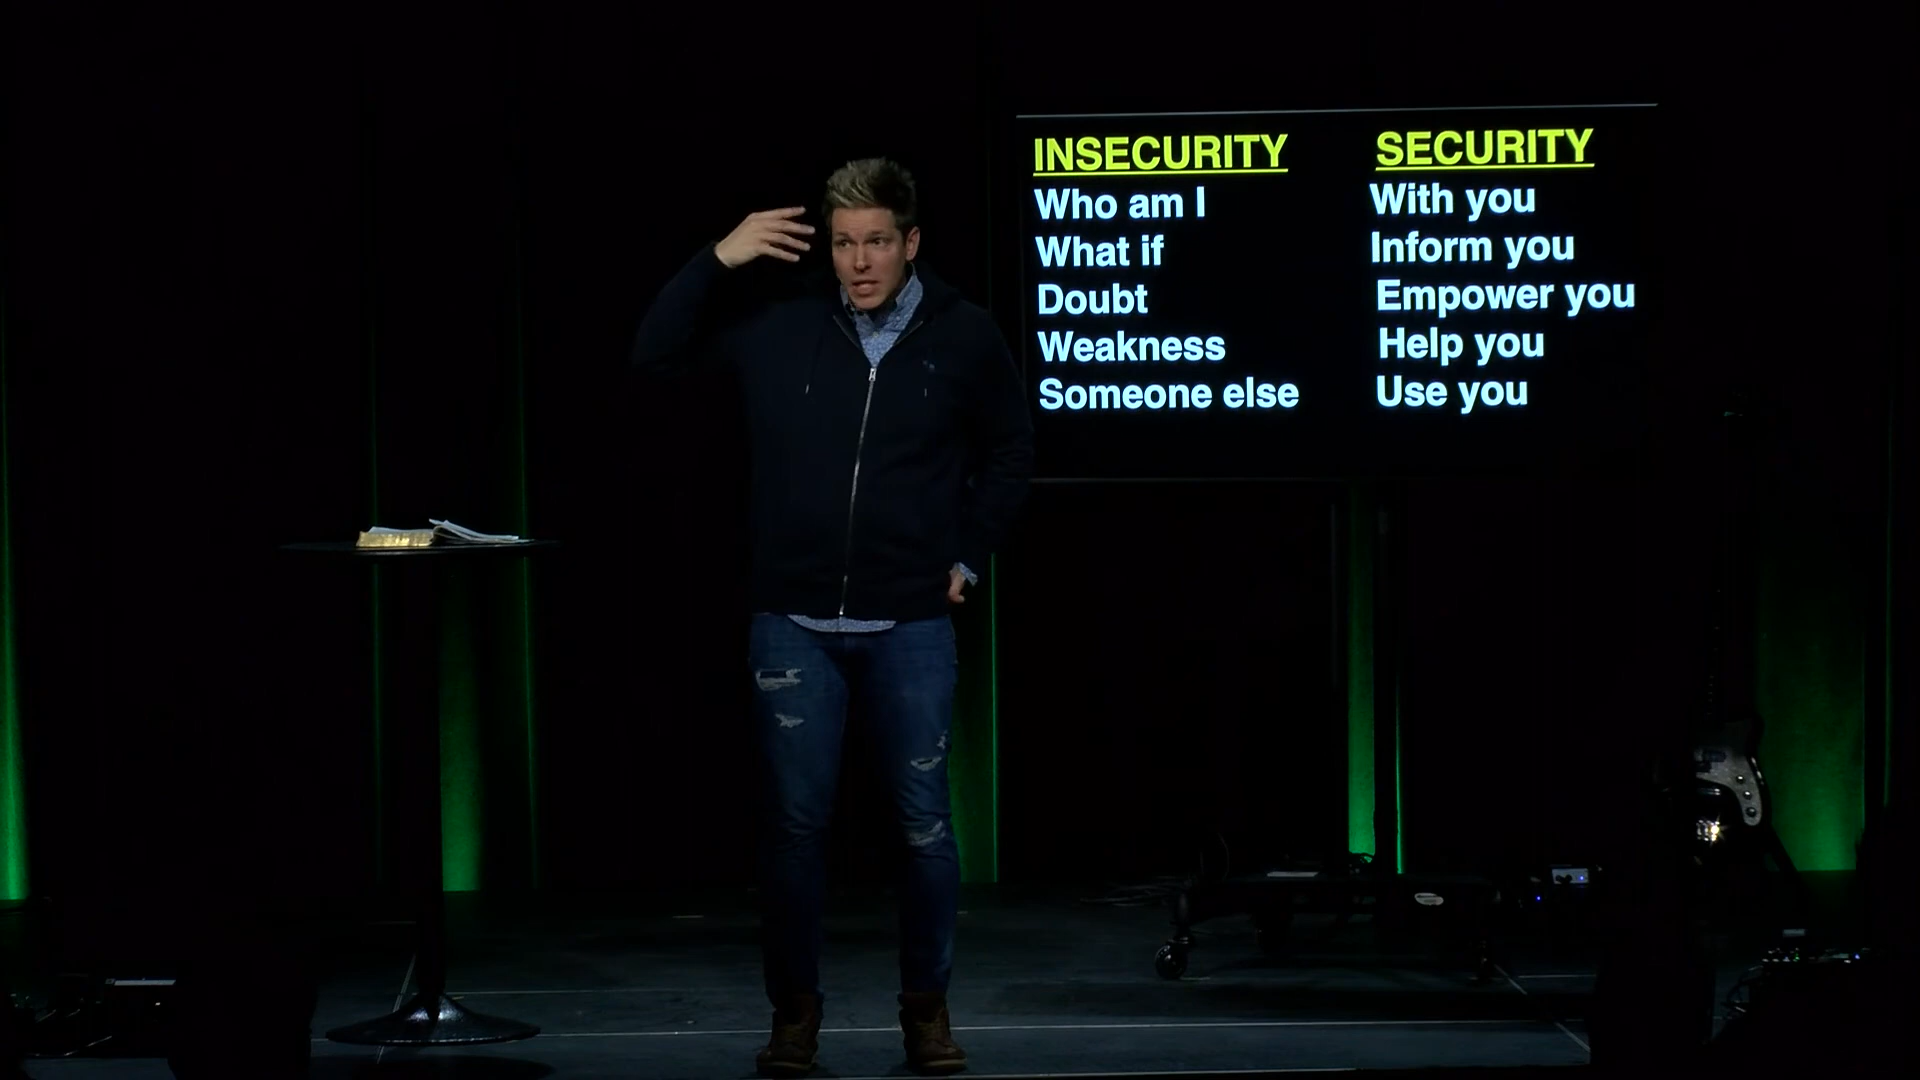 INSECURITY
Who am I
What if
Doubt
Weakness
Someone else
SECURITY
With you
Inform you
Empower you
Help you
Use you